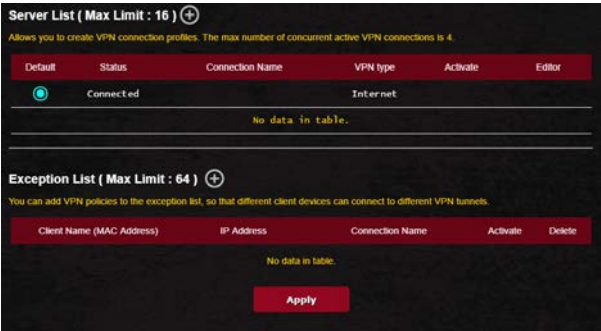 Server List ( Max Limit : 16 )
Allows you to create VPN connection profiles. The max number of concurrent active VPN connections is 4.
Default Status Connection Name VPN type Activate Editor
Connected Internet
No data in table.
Exception List ( Max Limit : 64 )
You can add VPN policies to the exception list, so that different client devices can connect to different VPN tunnels.
Client Name (MAC Address) IP Address Connection Name Activate Delete
No data in table.
Apply